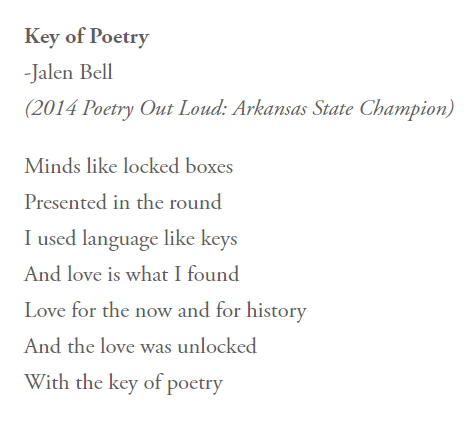 Key of Poetry
-Jalen Bell
(2014 Poetry Out Loud: Arkansas State Champion)
Minds like locked boxes
Presented in the round
I used language like keys
And love is what I found
Love for the now and for history
And the love was unlocked
With the key of poetry